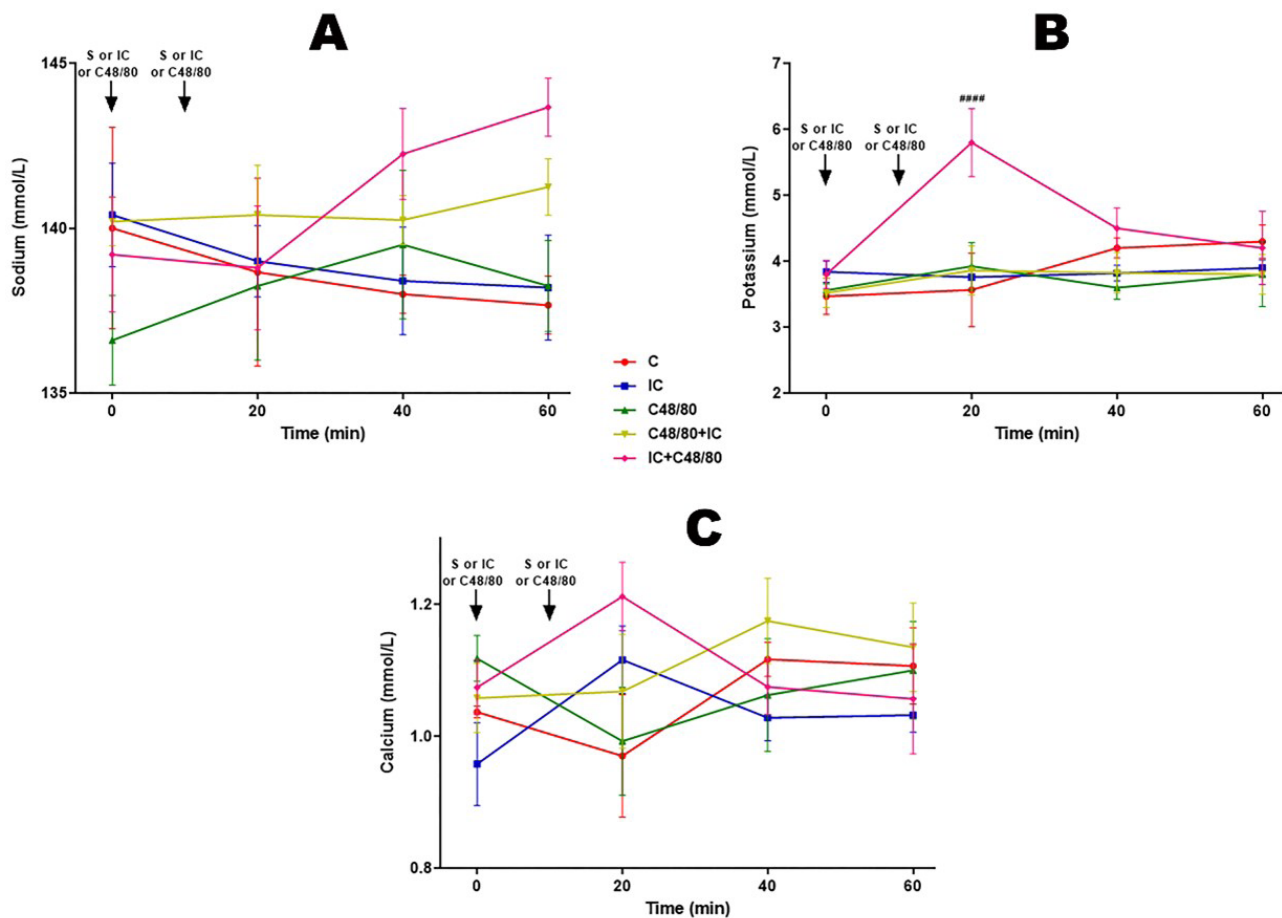 A
S or IC
or C48/80
S or IC
or C48/80
145
140
135
Sodium (mmol/L)
0
20
40
60
Time (min)
B
####
S or IC
or C48/80
S or IC
or C48/80
7
6
5
4
3
2
Potassium (mmol/L)
0
20
40
60
Time (min)
C
IC
C48/80
C48/80+IC
IC+C48/80
C
S or IC
or C48/80
S or IC
or C48/80
1.2
1.0
0.8
Calcium (mmol/L)
0
20
40
60
Time (min)